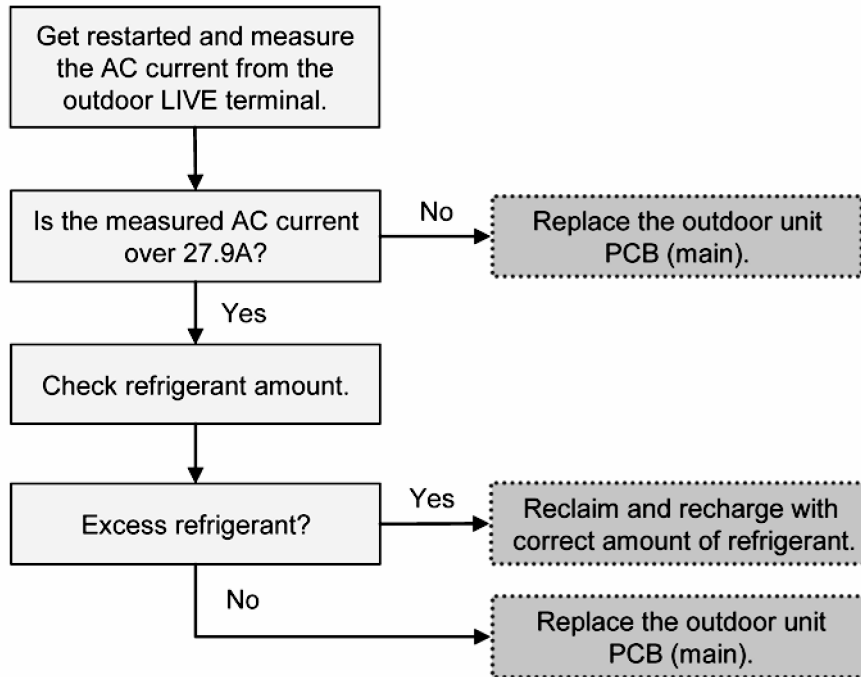 Get restarted and measure
the AC current from the
outdoor LIVE terminal.
Is the measured AC current
over 27.9A?
No
Replace the outdoor unit
PCB (main).
Yes
Check refrigerant amount.
Excess refrigerant?
Yes
Reclaim and recharge with
correct amount of refrigerant.
No
Replace the outdoor unit
PCB (main).